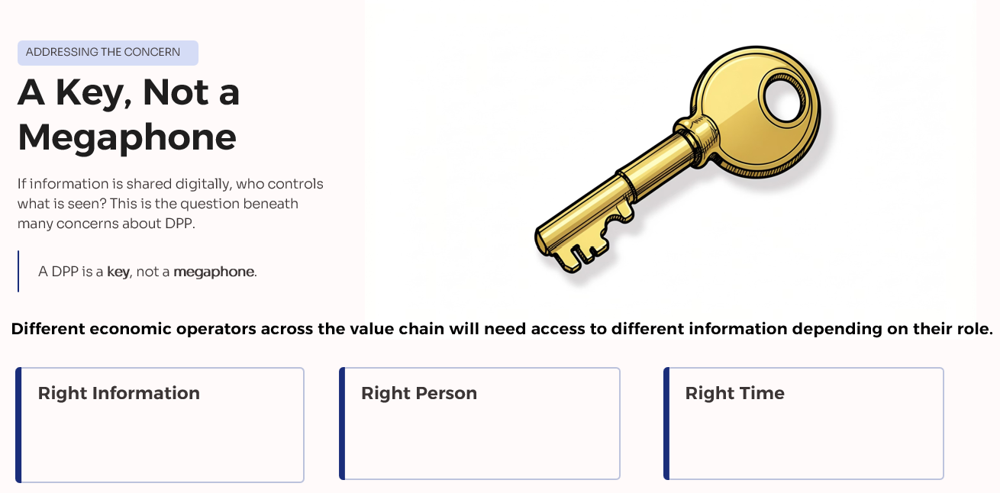 ADDRESSING THE CONCERN
A Key, Not a
Megaphone
If information is shared digitally, who controls
what is seen? This is the question beneath
many concerns about DPP.
A DPP is a key, not a megaphone.
Different economic operators across the value chain will need access to different information depending on their role.
Right Information
Right Person
Right Time